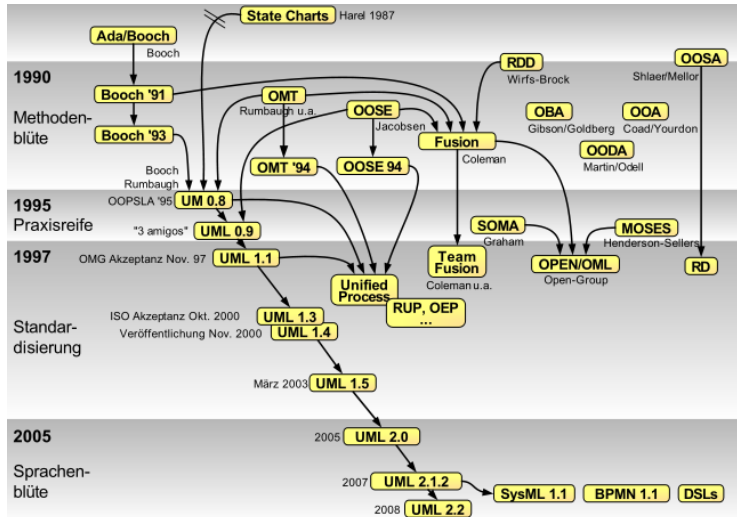 State Charts Harel 1987
Ada/Booch
Booch
RDD
Wirfs-Brock
OOSA
Shlaer/Mellor
1990
Methoden-
blüte
Booch '91
OMT
Rumbaugh u.a.
OOSE
Jacobsen
OBA
Gibson/Goldberg
OOA
Coad/Yourdon
Booch '93
Fusion
Coleman
OODA
Martin/Odell
OMT '94
OOSE 94
Booch
Rumbaugh
OOPSLA '95 UM 0.8
1995
Praxisreife
"3 amigos" UML 0.9
SOMA
Graham
MOSES
Henderson-Sellers
1997
OMG Akzeptanz Nov. 97 UML 1.1
Team
Fusion
Coleman u.a.
OPEN/OML
Open-Group
RD
Unified
Process
RUP, OEP
...
ISO Akzeptanz Okt. 2000 UML 1.3
Veröffentlichung Nov. 2000 UML 1.4
Standar-
disierung
März 2003 UML 1.5
2005
Sprachen-
blüte
2005 UML 2.0
2007 UML 2.1.2
SysML 1.1 BPMN 1.1 DSLs
2008 UML 2.2